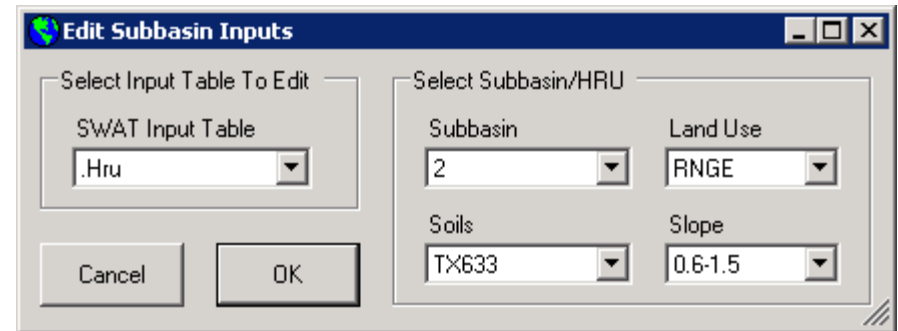 Edit Subbasin Inputs
Select Input Table To Edit
SWAT Input Table
.Hru
Cancel
OK
Select Subbasin/HRU
Subbasin
Land Use
2
RNGE
Soils
Slope
TX633
0.6-1.5